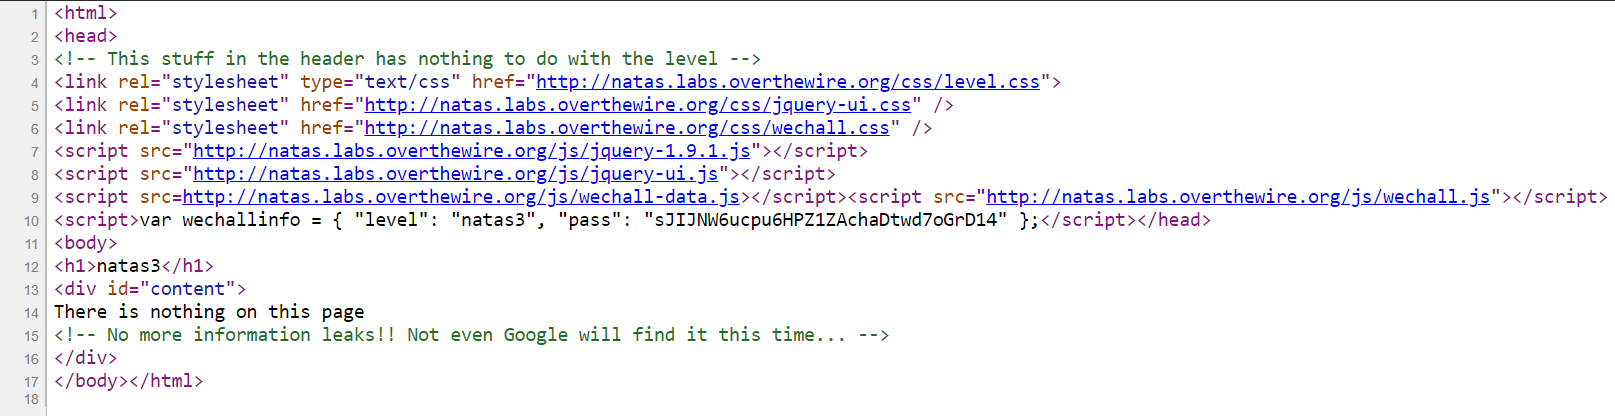 1 <html>
2 <head>
3 <!-- This stuff in the header has nothing to do with the level -->
4 <link rel="stylesheet" type="text/css" href="http://natas.labs.overthewire.org/css/level.css">
5 <link rel="stylesheet" href="http://natas.labs.overthewire.org/css/jquery-ui.css" />
6 <link rel="stylesheet" href="http://natas.labs.overthewire.org/css/wechall.css" />
7 <script src="http://natas.labs.overthewire.org/js/jquery-1.9.1.js"></script>
8 <script src="http://natas.labs.overthewire.org/js/jquery-ui.js"></script>
9 <script src=http://natas.labs.overthewire.org/js/wechall-data.js></script><script src="http://natas.labs.overthewire.org/js/wechall.js"></script>
10 <script>var wechallinfo = { "level": "natas3", "pass": "sJIJNW6ucpu6HPZ1ZAchaDtwd7oGrD14" };</script></head>
11 <body>
12 <h1>natas3</h1>
13 <div id="content">
14 There is nothing on this page
15 <!-- No more information leaks!! Not even Google will find it this time... -->
16 </div>
17 </body></html>
18